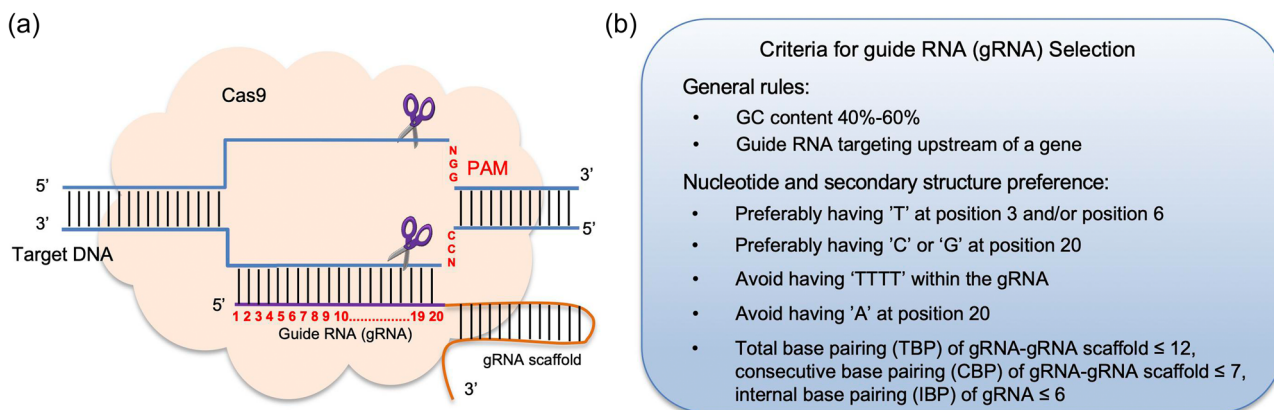 (a)
Cas9
N
G
G
PAM
5’
3’
3’
5’
Target DNA
C
C
N
5’
1 2 3 4 5 6 7 8 9 10................19 20
Guide RNA (gRNA)
gRNA scaffold
3’
(b)
Criteria for guide RNA (gRNA) Selection
General rules:
• GC content 40%-60%
• Guide RNA targeting upstream of a gene
Nucleotide and secondary structure preference:
• Preferably having ’T’ at position 3 and/or position 6
• Preferably having ’C’ or ‘G’ at position 20
• Avoid having ‘TTTT’ within the gRNA
• Avoid having ’A’ at position 20
• Total base pairing (TBP) of gRNA-gRNA scaffold ≤ 12,
consecutive base pairing (CBP) of gRNA-gRNA scaffold ≤ 7,
internal base pairing (IBP) of gRNA ≤ 6